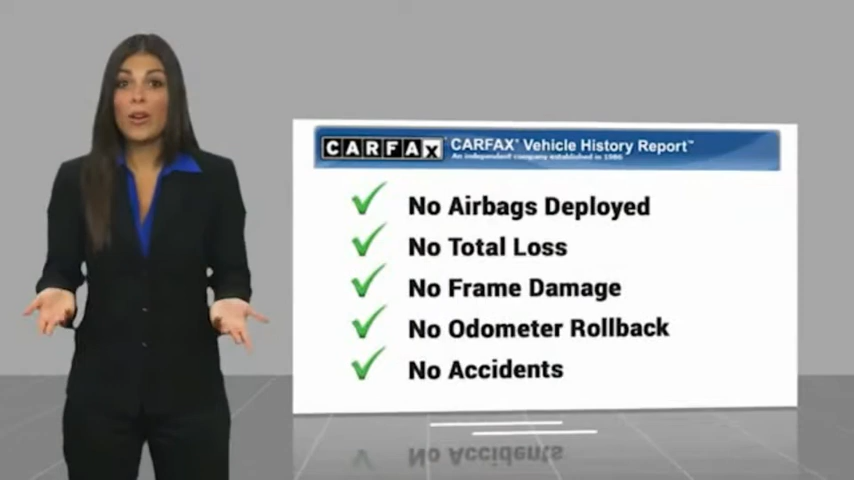 CARFAX CARFAX Vehicle History Report™
An independent company established in 1986
No Airbags Deployed
No Total Loss
No Frame Damage
No Odometer Rollback
No Accidents
No Accidents